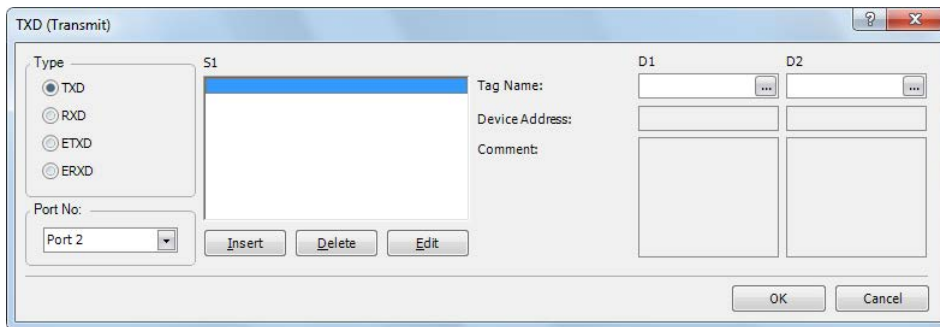 TXD (Transmit)
Type
TXD
RXD
ETXD
ERXD
Port No:
Port 2
S1
Insert Delete Edit
D1 D2
Tag Name: ... ...
Device Address:
Comment:
OK Cancel